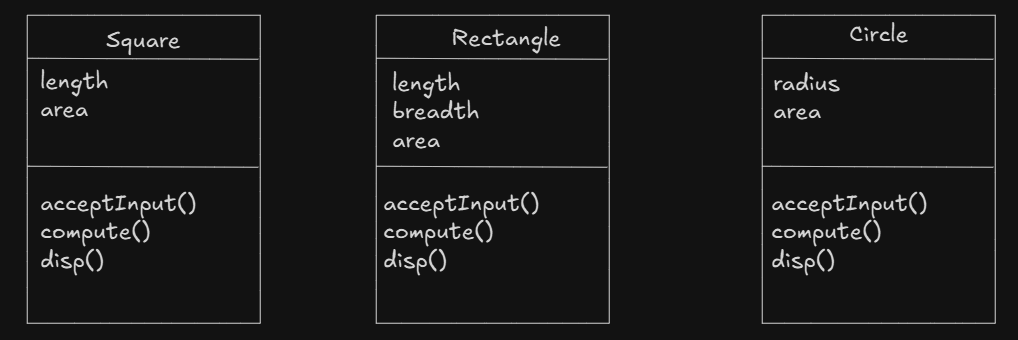 Square
length
area
acceptInput()
compute()
disp()
Rectangle
length
breadth
area
acceptInput()
compute()
disp()
Circle
radius
area
acceptInput()
compute()
disp()